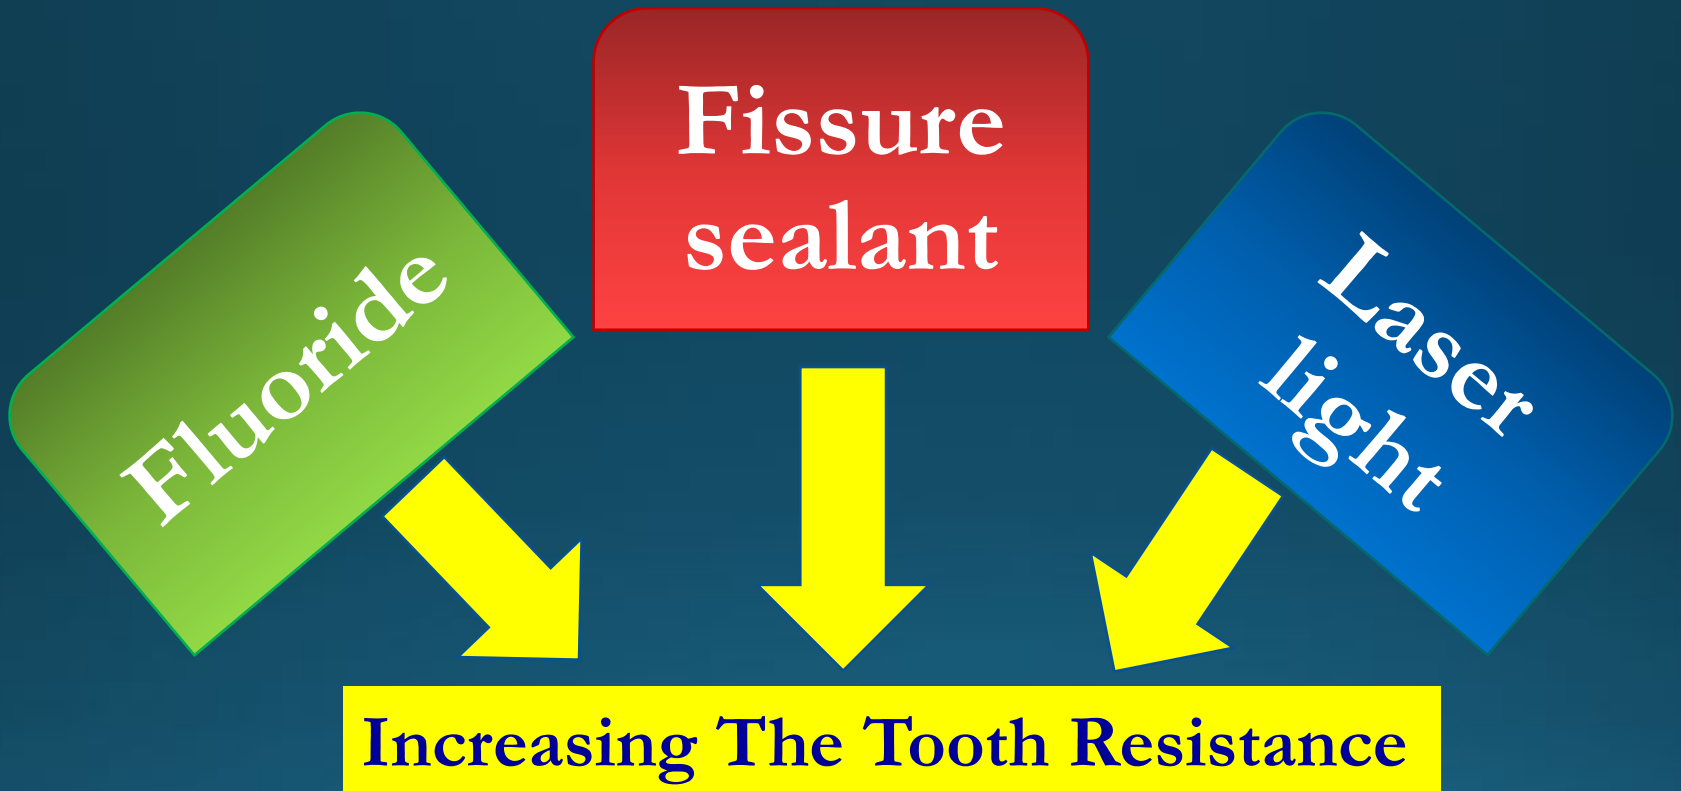 Fissure
sealant
Fluoride
Laser
light
Increasing The Tooth Resistance